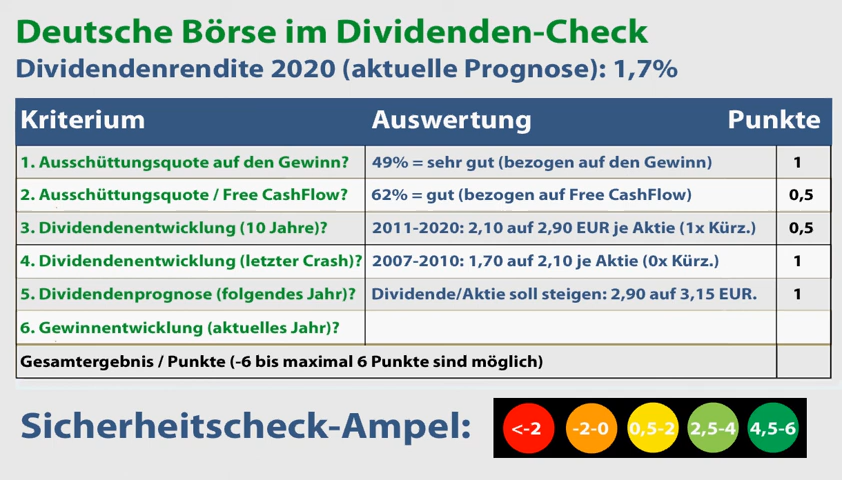 Deutsche Börse im Dividenden-Check
Dividendenrendite 2020 (aktuelle Prognose): 1,7%
Kriterium Auswertung Punkte
1. Ausschüttungsquote auf den Gewinn? 49% = sehr gut (bezogen auf den Gewinn) 1
2. Ausschüttungsquote / Free CashFlow? 62% = gut (bezogen auf Free CashFlow) 0,5
3. Dividendenentwicklung (10 Jahre)? 2011-2020: 2,10 auf 2,90 EUR je Aktie (1x Kürz.) 0,5
4. Dividendenentwicklung (letzter Crash)? 2007-2010: 1,70 auf 2,10 je Aktie (0x Kürz.) 1
5. Dividendenprognose (folgendes Jahr)? Dividende/Aktie soll steigen: 2,90 auf 3,15 EUR. 1
6. Gewinnentwicklung (aktuelles Jahr)?
Gesamtergebnis / Punkte (-6 bis maximal 6 Punkte sind möglich)
Sicherheitscheck-Ampel: <-2 -2-0 0,5-2 2,5-4 4,5-6